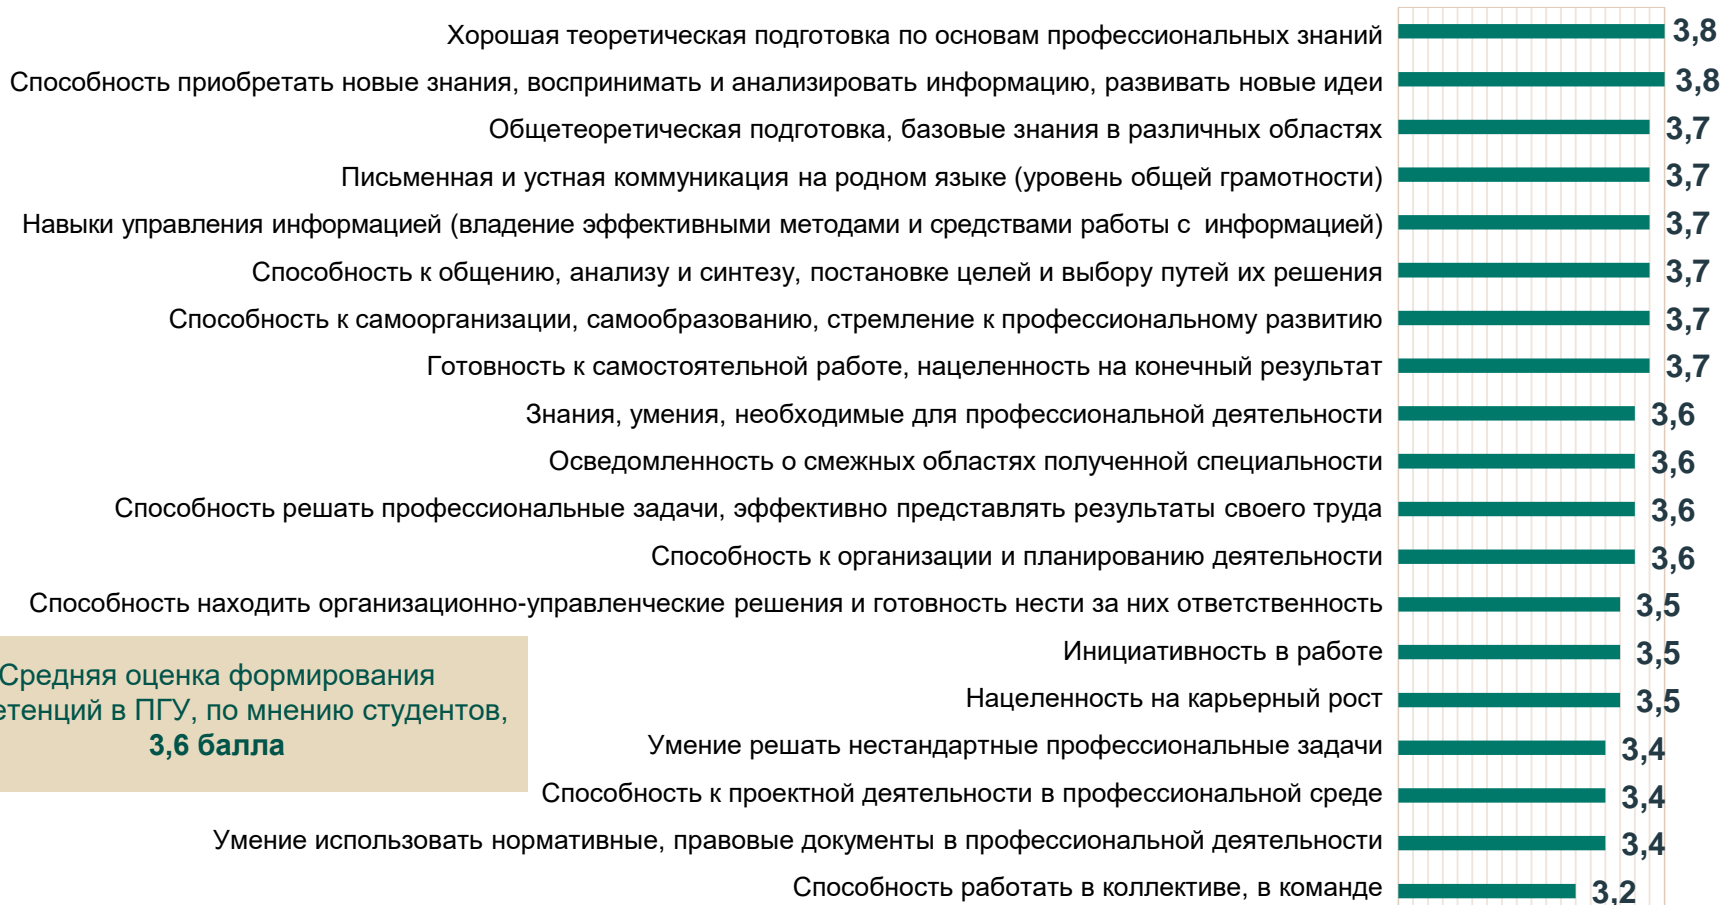 Хорошая теоретическая подготовка по основам профессиональных знаний 3,8
Способность приобретать новые знания, воспринимать и анализировать информацию, развивать новые идеи 3,8
Общетеоретическая подготовка, базовые знания в различных областях 3,7
Письменная и устная коммуникация на родном языке (уровень общей грамотности) 3,7
Навыки управления информацией (владение эффективными методами и средствами работы с информацией) 3,7
Способность к общению, анализу и синтезу, постановке целей и выбору путей их решения 3,7
Способность к самоорганизации, самообразованию, стремление к профессиональному развитию 3,7
Готовность к самостоятельной работе, нацеленность на конечный результат 3,7
Знания, умения, необходимые для профессиональной деятельности 3,6
Осведомленность о смежных областях полученной специальности 3,6
Способность решать профессиональные задачи, эффективно представлять результаты своего труда 3,6
Способность к организации и планированию деятельности 3,6
Способность находить организационно-управленческие решения и готовность нести за них ответственность 3,5
Инициативность в работе 3,5
Нацеленность на карьерный рост 3,5
Умение решать нестандартные профессиональные задачи 3,4
Способность к проектной деятельности в профессиональной среде 3,4
Умение использовать нормативные, правовые документы в профессиональной деятельности 3,4
Способность работать в коллективе, в команде 3,2
Средняя оценка формирования
етенций в ПГУ, по мнению студентов,
3,6 балла